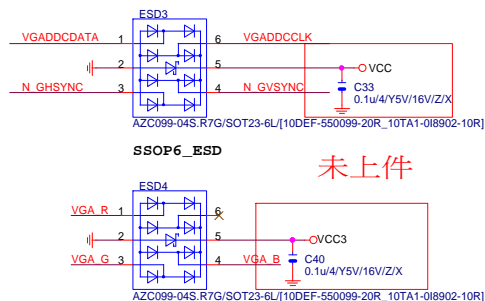 ESD3
VGADDCDATA 1 6 VGADDCCLK
2 5 VCC
N_GHSYNC 3 4 N_GVSYNC
C33
0.1u/4/Y5V/16V/Z/X
AZC099-04S.R7G/SOT23-6L/[10DEF-550099-20R_10TA1-0I8902-10R]
SSOP6_ESD
未上件
ESD4
VGA_R 1 6
2 5 VCC3
VGA_G 3 4 VGA_B
C40
0.1u/4/Y5V/16V/Z/X
AZC099-04S.R7G/SOT23-6L/[10DEF-550099-20R_10TA1-0I8902-10R]